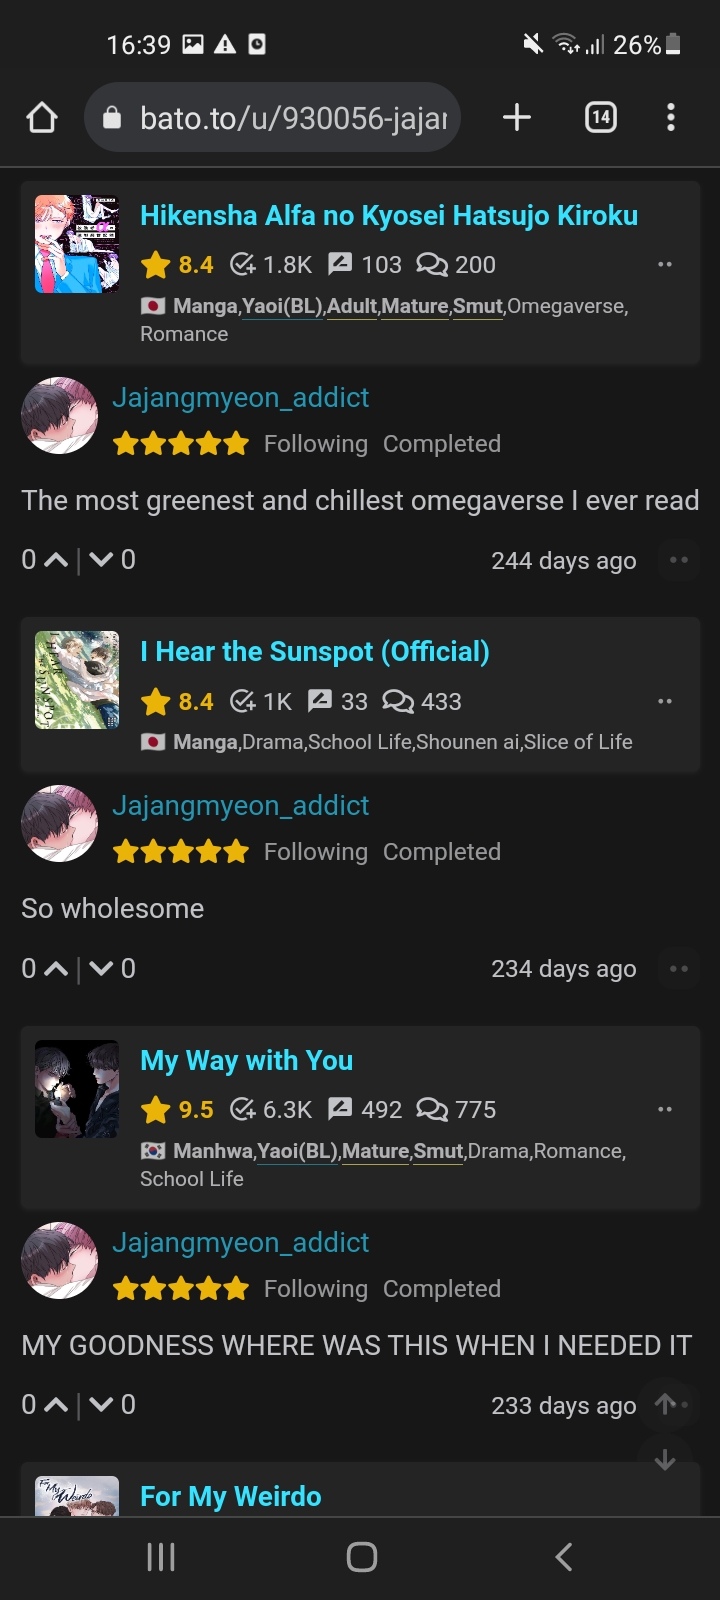 16:39 26%
bato.to/u/930056-jajar
14
Hikensha Alfa no Kyosei Hatsujo Kiroku
8.4 1.8K 103 200
Manga,Yaoi(BL),Adult,Mature,Smut,Omegaverse,
Romance
Jajangmyeon_addict
Following Completed
The most greenest and chillest omegaverse I ever read
0 | 0 244 days ago
I Hear the Sunspot (Official)
8.4 1K 33 433
Manga,Drama,School Life,Shounen ai,Slice of Life
Jajangmyeon_addict
Following Completed
So wholesome
0 | 0 234 days ago
My Way with You
9.5 6.3K 492 775
Manhwa,Yaoi(BL),Mature,Smut,Drama,Romance,
School Life
Jajangmyeon_addict
Following Completed
MY GOODNESS WHERE WAS THIS WHEN I NEEDED IT
0 | 0 233 days ago
For My Weirdo
For My Weirdo